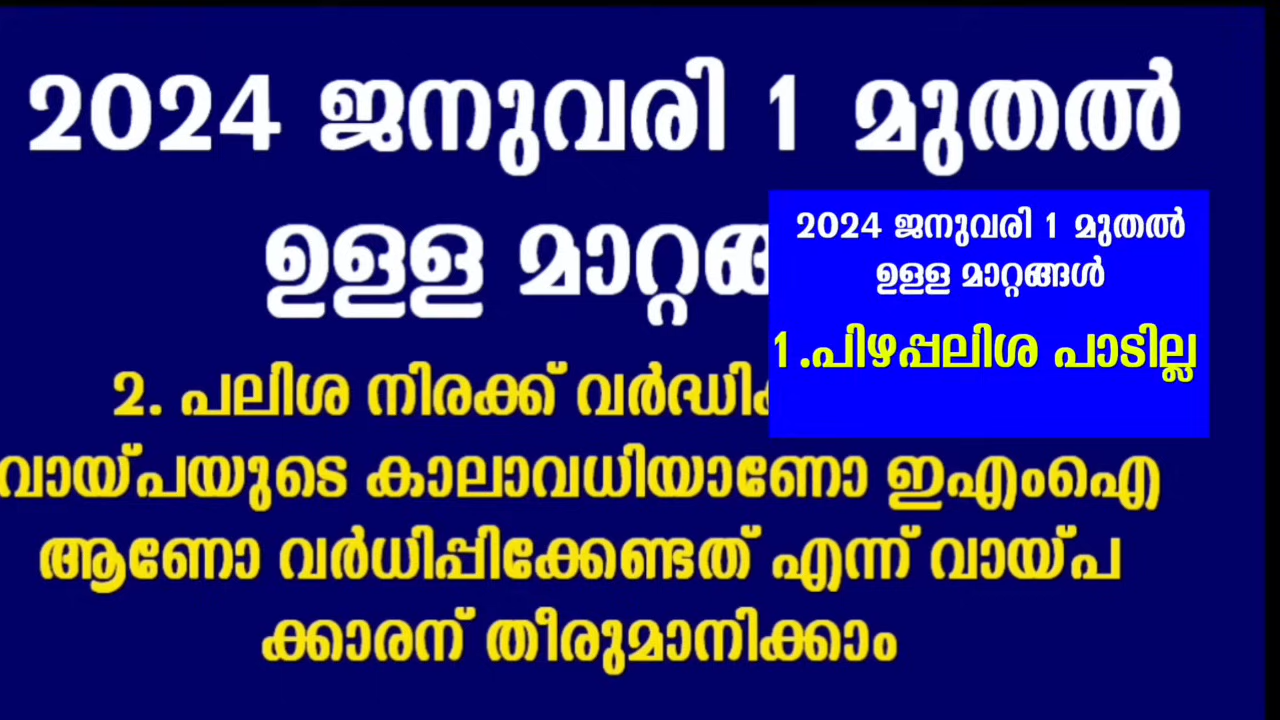 2024 ജനുവരി 1 മുതൽ
ഉള്ള
2. പലിശ നിരക്ക്
വായ്പയുടെ കാലാവധിയാണോ ഇഎംഐ
ആണോ വർധിപ്പിക്കേണ്ടത് എന്ന് വായ്പ
ക്കാരന് തീരുമാനിക്കാം
2024 ജനുവരി 1 മുതൽ
ഉള്ള മാറ്റങ്ങൾ
1.പിഴപ്പലിശ പാടില്ല